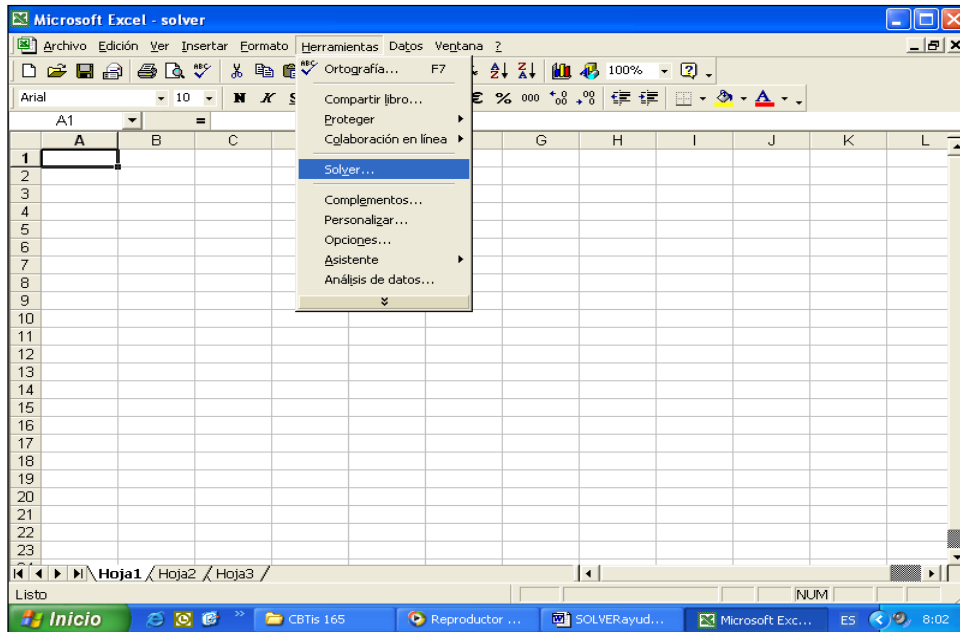 Microsoft Excel - solver
Archivo Edición Ver Insertar Formato Herramientas Datos Ventana ?
100%
Arial 10 N K S € % 000
A1 =
Ortografía... F7
Compartir libro...
Proteger
Colaboración en línea
Solver...
Complementos...
Personalizar...
Opciones...
Asistente
Análisis de datos...
A B C G H I J K L
1
2
3
4
5
6
7
8
9
10
11
12
13
14
15
16
17
18
19
20
21
22
23
Hoja1 Hoja2 Hoja3
Listo NUM
Inicio CBTis 165 Reproductor ... SOLVERayud... Microsoft Exc... ES 8:02